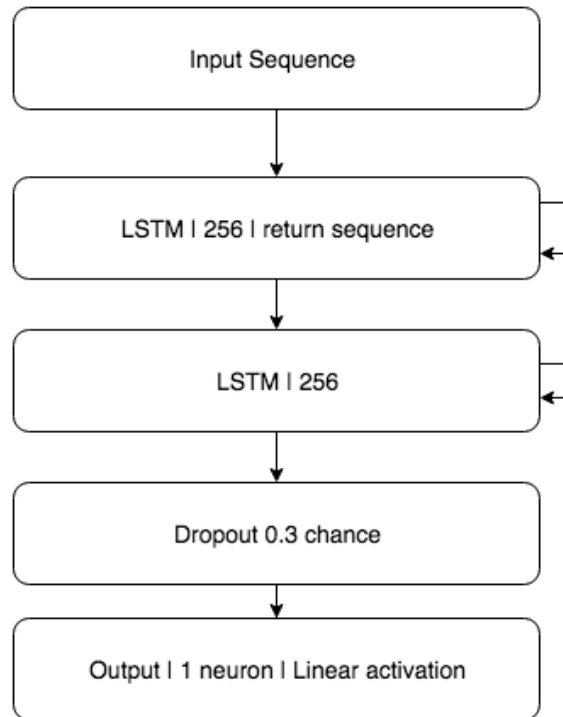 Input Sequence
LSTM | 256 | return sequence
LSTM | 256
Dropout 0.3 chance
Output | 1 neuron | Linear activation